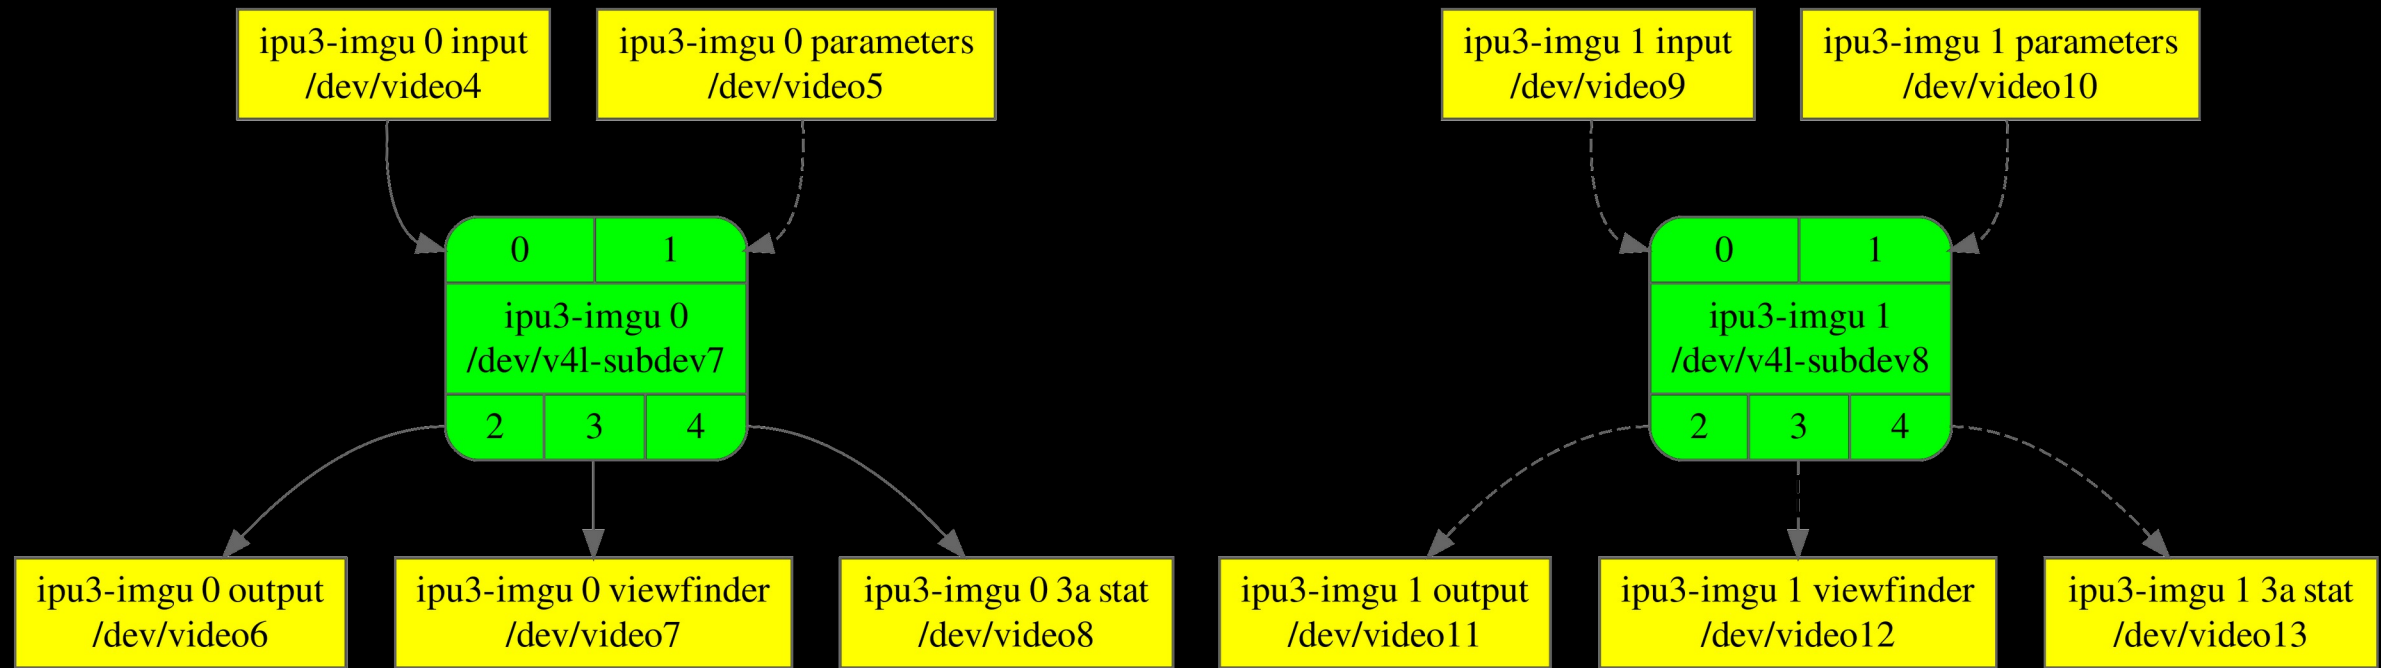 ipu3-imgu 0 input
/dev/video4
ipu3-imgu 0 parameters
/dev/video5
ipu3-imgu 1 input
/dev/video9
ipu3-imgu 1 parameters
/dev/video10
0
1
ipu3-imgu 0
/dev/v4l-subdev7
2
3
4
0
1
ipu3-imgu 1
/dev/v4l-subdev8
2
3
4
ipu3-imgu 0 output
/dev/video6
ipu3-imgu 0 viewfinder
/dev/video7
ipu3-imgu 0 3a stat
/dev/video8
ipu3-imgu 1 output
/dev/video11
ipu3-imgu 1 viewfinder
/dev/video12
ipu3-imgu 1 3a stat
/dev/video13